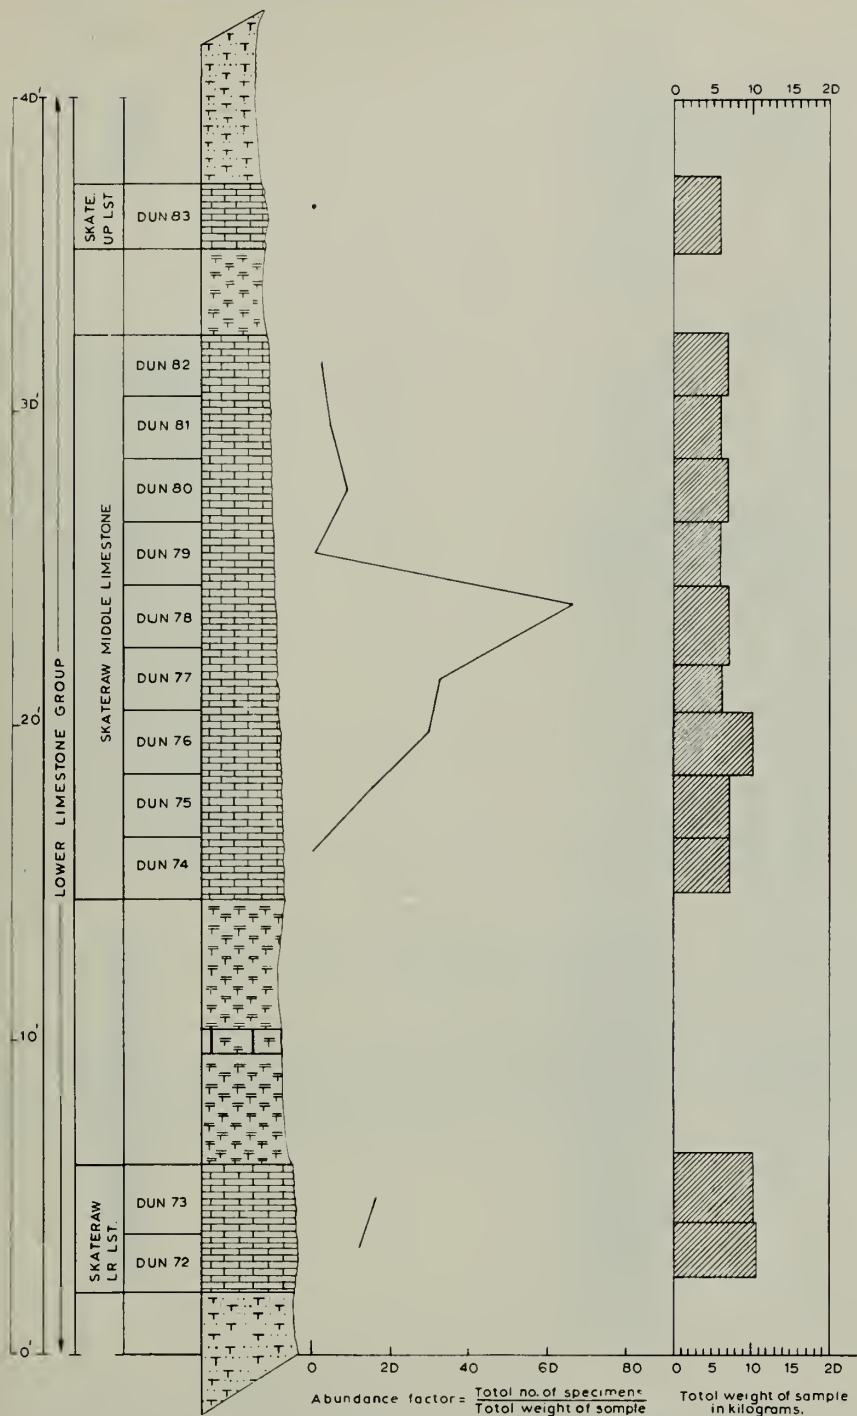 0 5 10 15 20
40'
SKATE.
UP LST
DUN 83
DUN 82
30'
DUN 81
DUN 80
DUN 79
DUN 78
DUN 77
20'
DUN 76
DUN 75
DUN 74
SKATERAW MIDDLE LIMESTONE
LOWER LIMESTONE GROUP
10'
SKATERAW
LR LST.
DUN 73
DUN 72
0'
0 20 40 60 80
0 5 10 15 20
Abundance factor = Total no. of specimens
Total weight of sample
Total weight of sample
in kilograms.